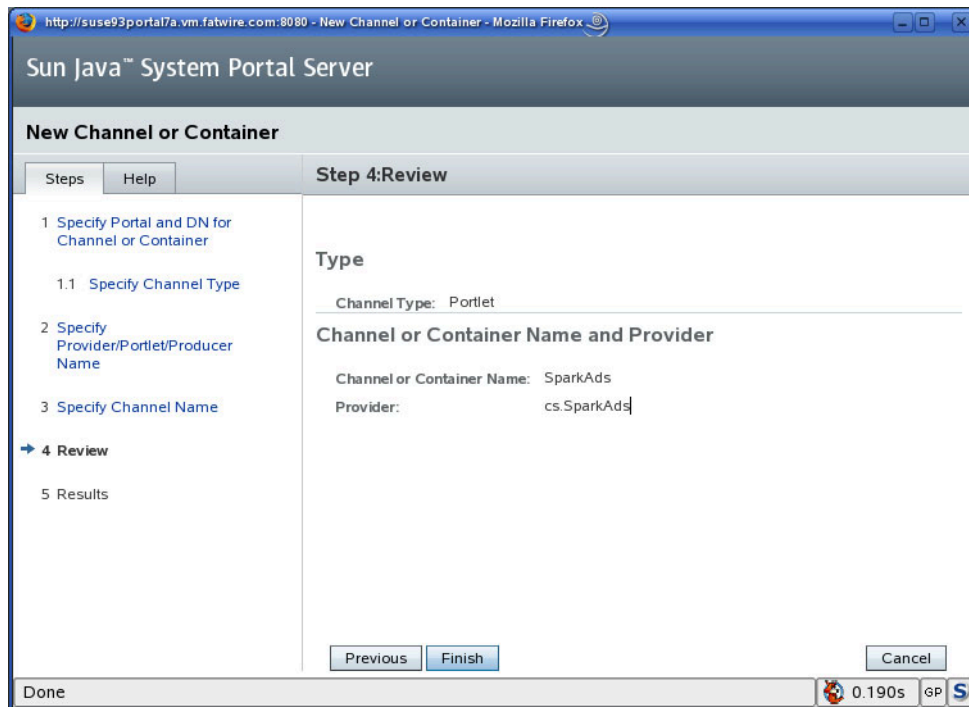 http://suse93portal7a.vm.fatwire.com:8080 - New Channel or Container - Mozilla Firefox
Sun Java™ System Portal Server
New Channel or Container
Steps
Help
Step 4:Review
1 Specify Portal and DN for
Channel or Container
1.1 Specify Channel Type
2 Specify
Provider/Portlet/Producer
Name
3 Specify Channel Name
4 Review
5 Results
Type
Channel Type: Portlet
Channel or Container Name and Provider
Channel or Container Name: SparkAds
Provider: cs.SparkAds
Previous
Finish
Cancel
Done
0.190s
GP
S